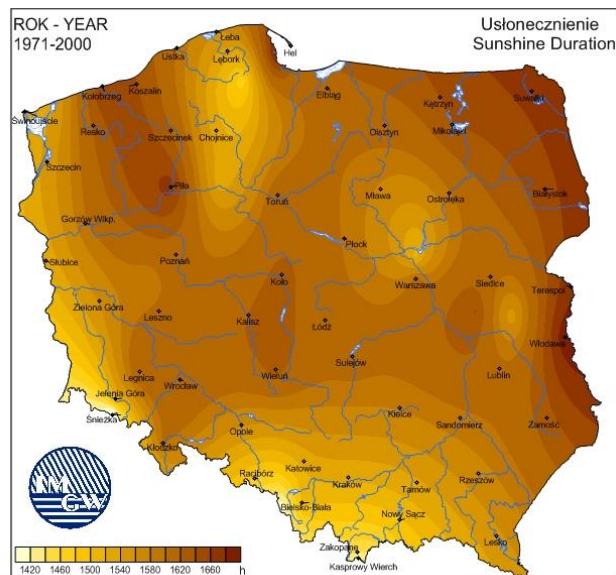 ROK - YEAR
1971-2000
Usłonecznienie
Sunshine Duration
Łeba
Ustka
Lębork
Hel
Koszalin
Kołobrzeg
Elbląg
Kętrzyn
Suwałki
Świnoujście
Resko
Szczecinek
Chojnice
Olsztyn
Mikołajki
Szczecin
Piła
Toruń
Mława
Ostrołęka
Białystok
Gorzów Wlkp.
Płock
Słubice
Poznań
Koło
Warszawa
Siedlce
Terespol
Zielona Góra
Leszno
Kalisz
Łódź
Włodawa
Sulejów
Legnica
Wrocław
Wieluń
Lublin
Jelenia Góra
Śnieżka
Opole
Kielce
Sandomierz
Zamość
Kłodzko
Racibórz
Katowice
Kraków
Tarnów
Rzeszów
Bielsko-Biała
Nowy Sącz
Lesko
Zakopane
Kasprowy Wierch
IM
GW
1420 1460 1500 1540 1580 1620 1660 h